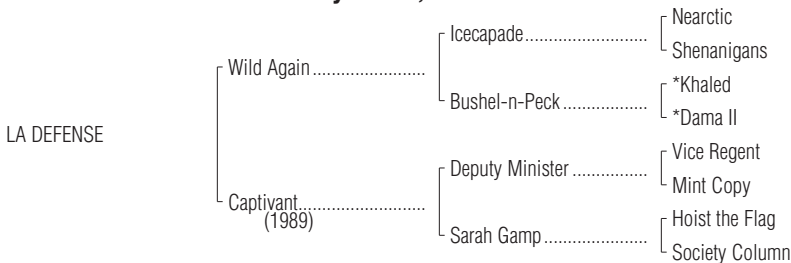 Nearctic
Icecapade
Shenanigans
Wild Again
*Khaled
Bushel-n-Peck
*Dama II
LA DEFENSE
Vice Regent
Deputy Minister
Mint Copy
Captivant
(1989)
Hoist the Flag
Sarah Gamp
Society Column